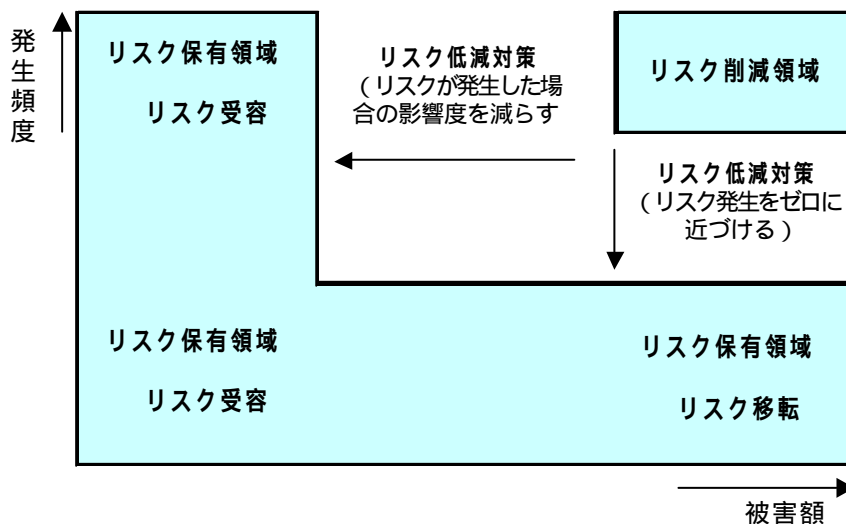 発生頻度
リスク保有領域
リスク受容
リスク低減対策
（リスクが発生した場
合の影響度を減らす
リスク削減領域
リスク低減対策
（リスク発生をゼロに
近づける）
リスク保有領域
リスク受容
リスク保有領域
リスク移転
被害額